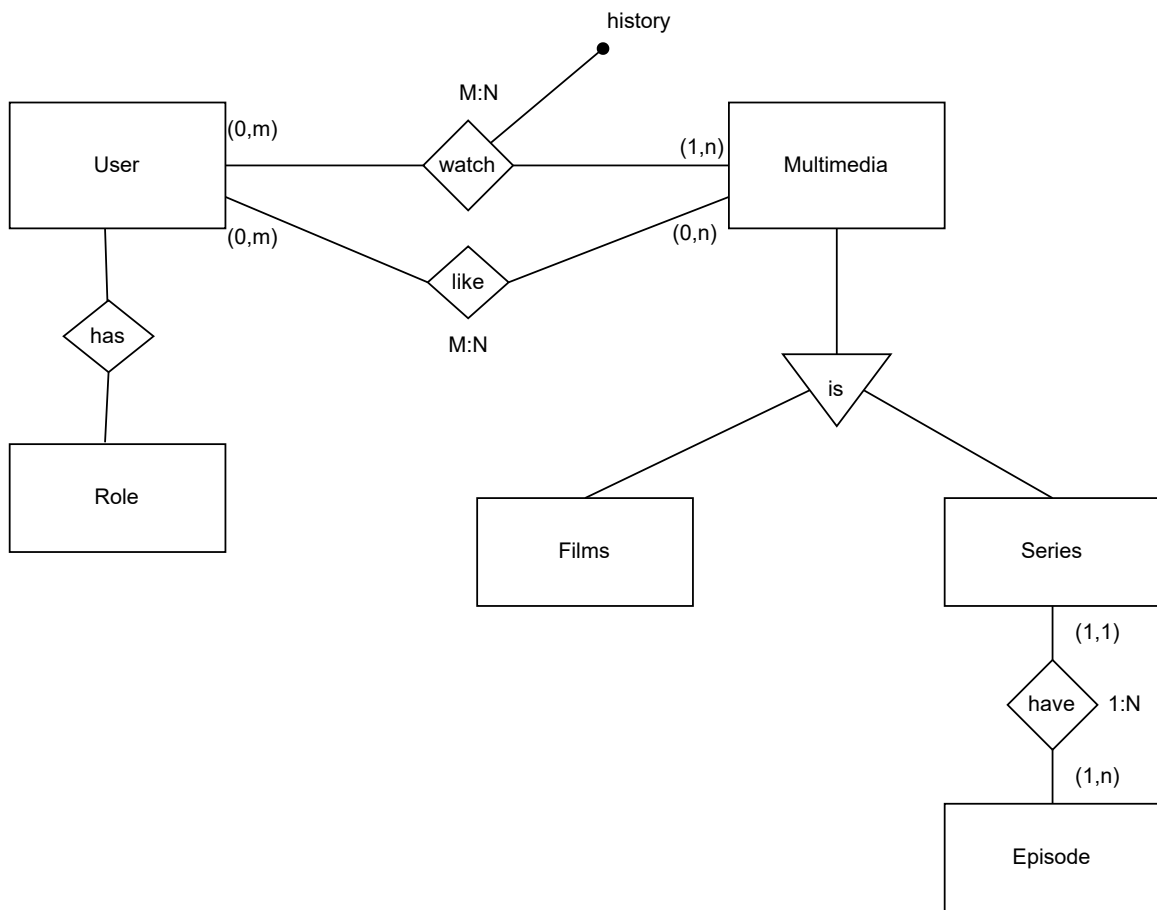 history
M:N
(0,m)
(1,n)
User
watch
Multimedia
(0,m)
(0,n)
like
M:N
has
is
Role
Films
Series
(1,1)
have
1:N
(1,n)
Episode